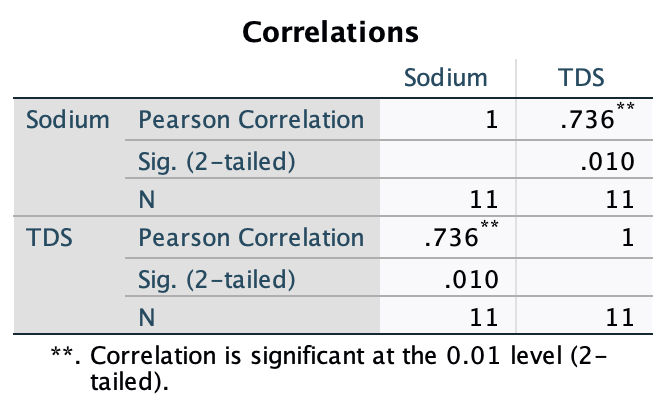 Correlations
Sodium TDS
Sodium Pearson Correlation 1 .736**
Sig. (2-tailed) .010
N 11 11
TDS Pearson Correlation .736** 1
Sig. (2-tailed) .010
N 11 11
**. Correlation is significant at the 0.01 level (2-
tailed).